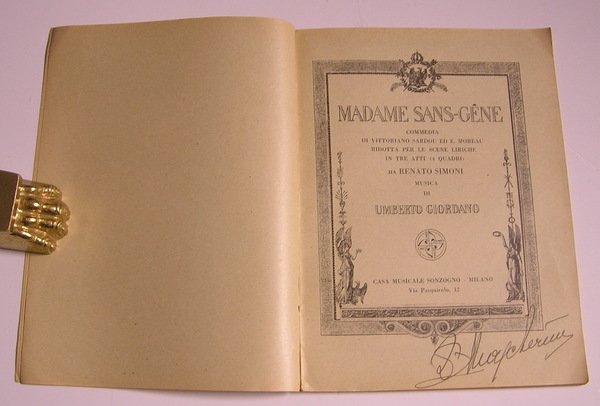 MADAME SANS-GÊNE
COMMEDIA
DI VITTORIANO SARDOU ED E. MOREAU
RIDOTTA PER LE SCENE LIRICHE
IN TRE ATTI (4 QUADRI)
DA RENATO SIMONI
MUSICA
DI
UMBERTO GIORDANO
CASA MUSICALE SONZOGNO - MILANO
Via Pasquirolo, 12